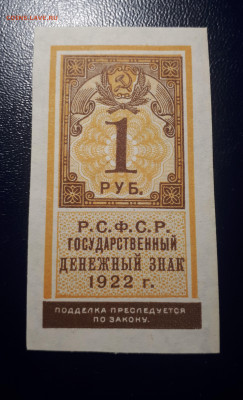 1
РУБ.
Р.С.Ф.С.Р.
ГОСУДАРСТВЕННЫЙ
ДЕНЕЖНЫЙ ЗНАК
1922 г.
ПОДДЕЛКА ПРЕСЛЕДУЕТСЯ
ПО ЗАКОНУ.